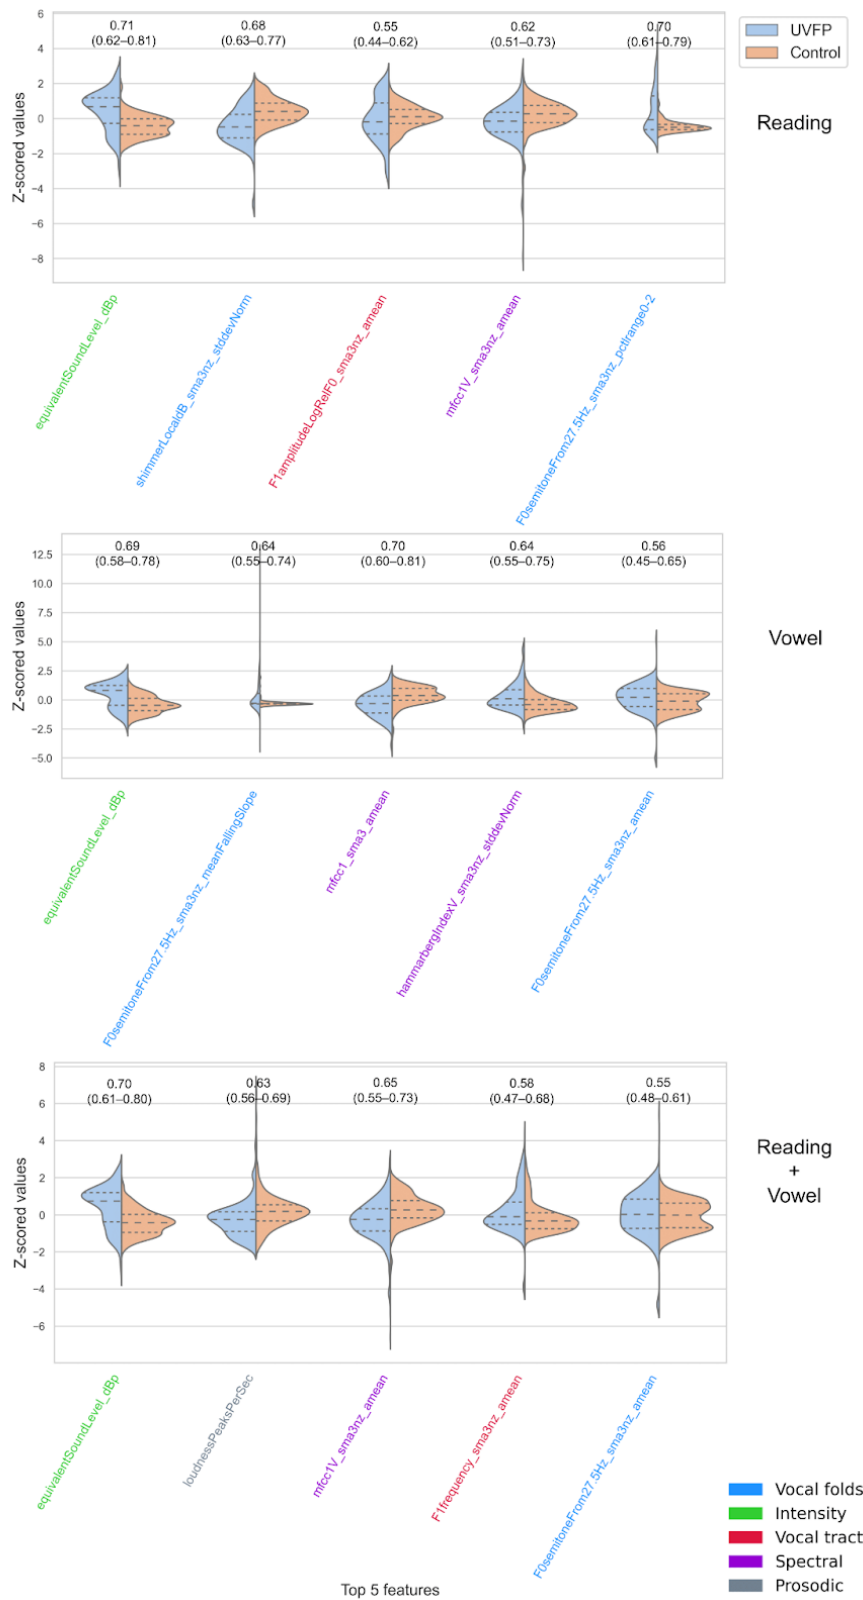 6
4
2
0
−2
−4
−6
−8
Z-scored values
0.71
(0.62–0.81)
0.68
(0.63–0.77)
0.55
(0.44–0.62)
0.62
(0.51–0.73)
0.70
(0.61–0.79)
UVFP
Control
Reading
equivalentSoundLevel_dBp
shimmerLocaldB_sma3nz_stddevNorm
F1amplitudeLogRelF0_sma3nz_amean
mfcc1V_sma3nz_amean
F0semitoneFrom27.5Hz_sma3nz_pctlrange0-2
12.5
10.0
7.5
5.0
2.5
0.0
−2.5
−5.0
Z-scored values
0.69
(0.58–0.78)
0.64
(0.55–0.74)
0.70
(0.60–0.81)
0.64
(0.55–0.75)
0.56
(0.45–0.65)
Vowel
equivalentSoundLevel_dBp
F0semitoneFrom27.5Hz_sma3nz_meanFallingSlope
mfcc1_sma3_amean
hammarbergIndexV_sma3nz_stddevNorm
F0semitoneFrom27.5Hz_sma3nz_amean
8
6
4
2
0
−2
−4
−6
Z-scored values
0.70
(0.61–0.80)
0.63
(0.56–0.69)
0.65
(0.55–0.73)
0.58
(0.47–0.68)
0.55
(0.48–0.61)
Reading
+
Vowel
equivalentSoundLevel_dBp
loudnessPeaksPerSec
mfcc1V_sma3nz_amean
F1frequency_sma3nz_amean
F0semitoneFrom27.5Hz_sma3nz_amean
Top 5 features
Vocal folds
Intensity
Vocal tract
Spectral
Prosodic